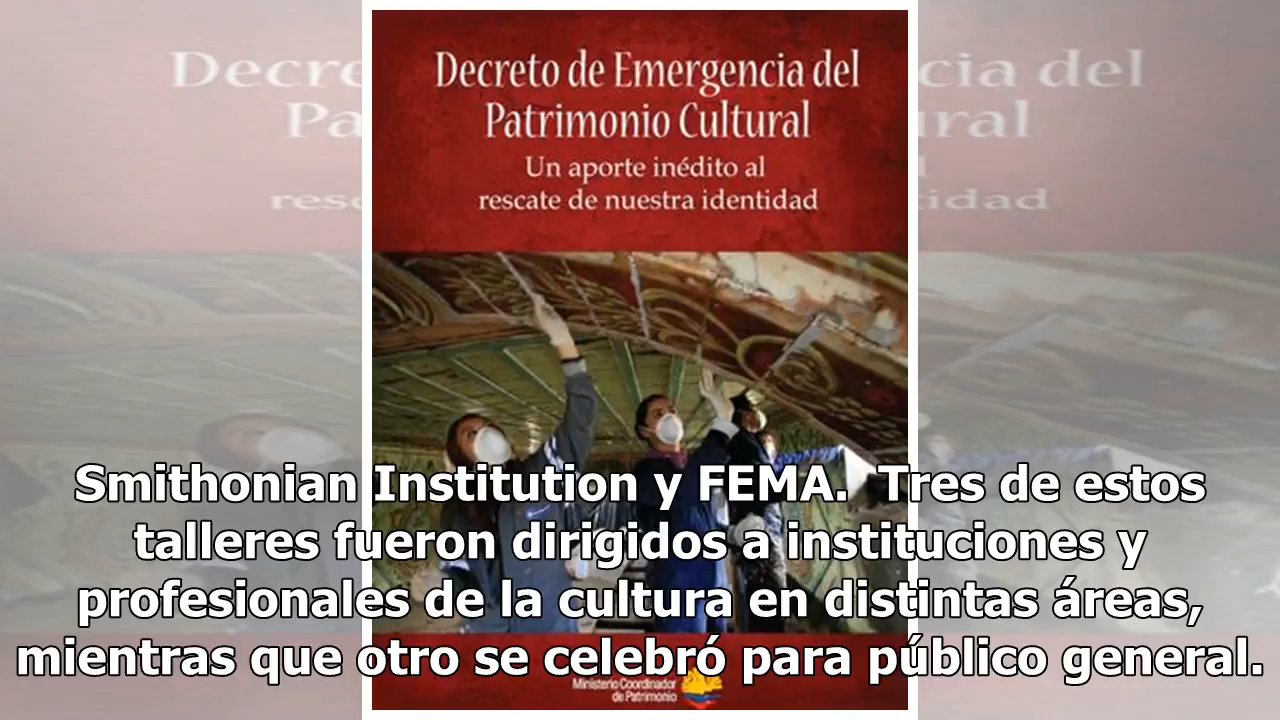 Decreto de Emergencia del
Patrimonio Cultural
Un aporte inédito al
rescate de nuestra identidad
Smithonian Institution y FEMA. Tres de estos
talleres fueron dirigidos a instituciones y
profesionales de la cultura en distintas áreas,
mientras que otro se celebró para público general.
Ministerio Coordinador
de Patrimonio